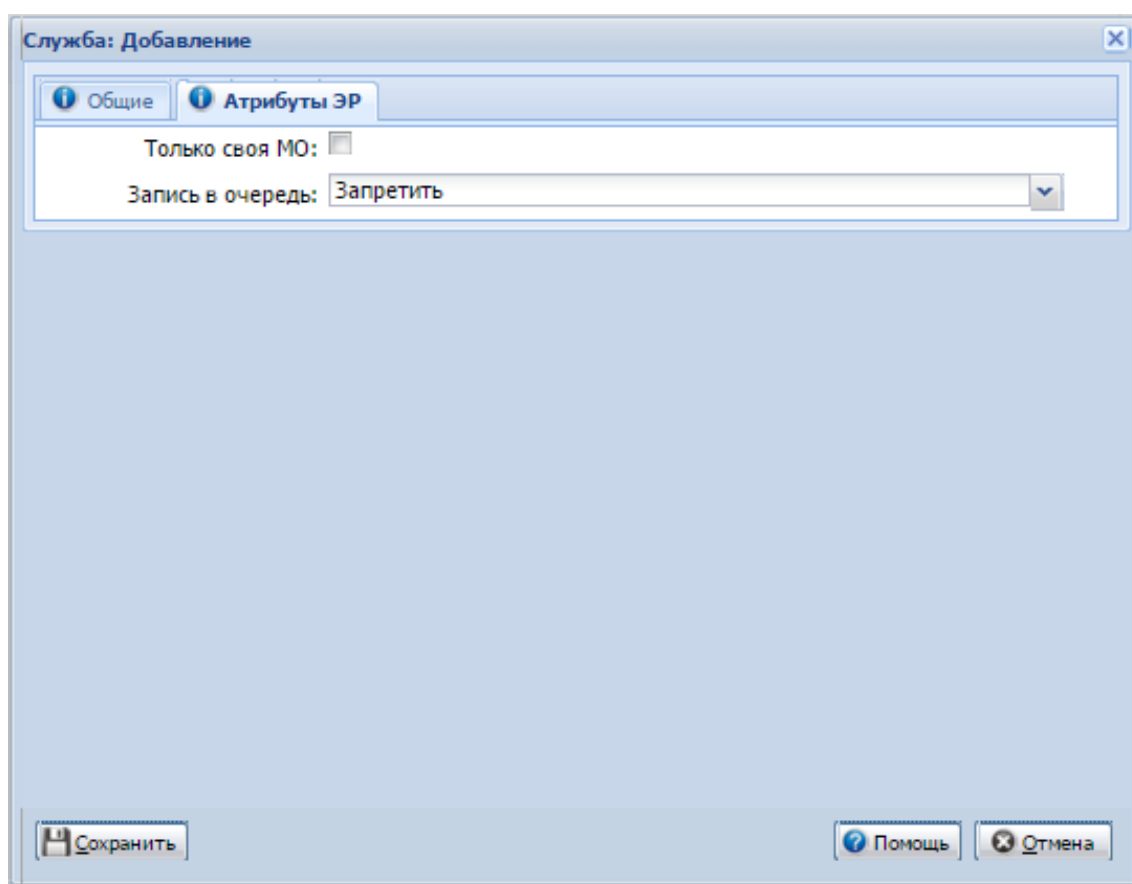 Служба: Добавление
Общие Атрибуты ЭР
Только своя МО:
Запись в очередь: Запретить
Сохранить Помощь Отмена